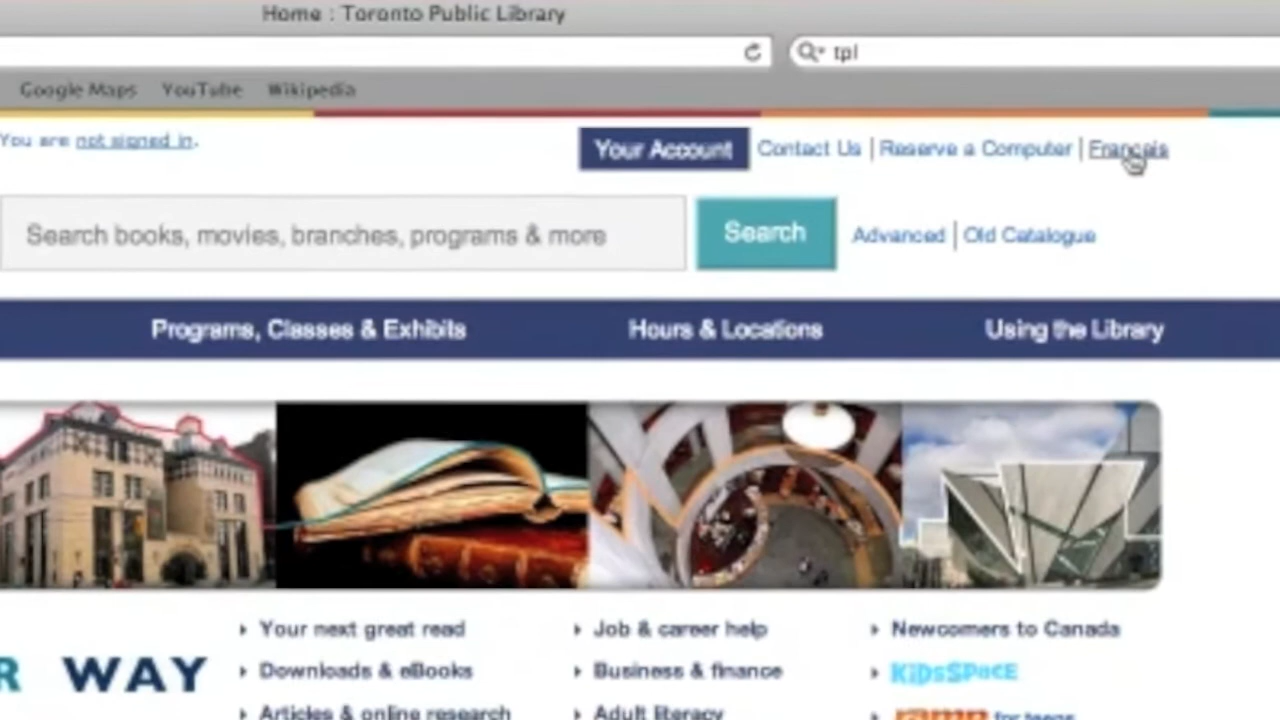 Home : Toronto Public Library
tpl
Google Maps YouTube Wikipedia
You are not signed in.
Your Account Contact Us | Reserve a Computer | Français
Search books, movies, branches, programs & more Search Advanced | Old Catalogue
Programs, Classes & Exhibits Hours & Locations Using the Library
Your next great read Job & career help Newcomers to Canada
R WAY Downloads & eBooks Business & finance KiDsSPacE
Articles & online research Adult literacy ramp for teens